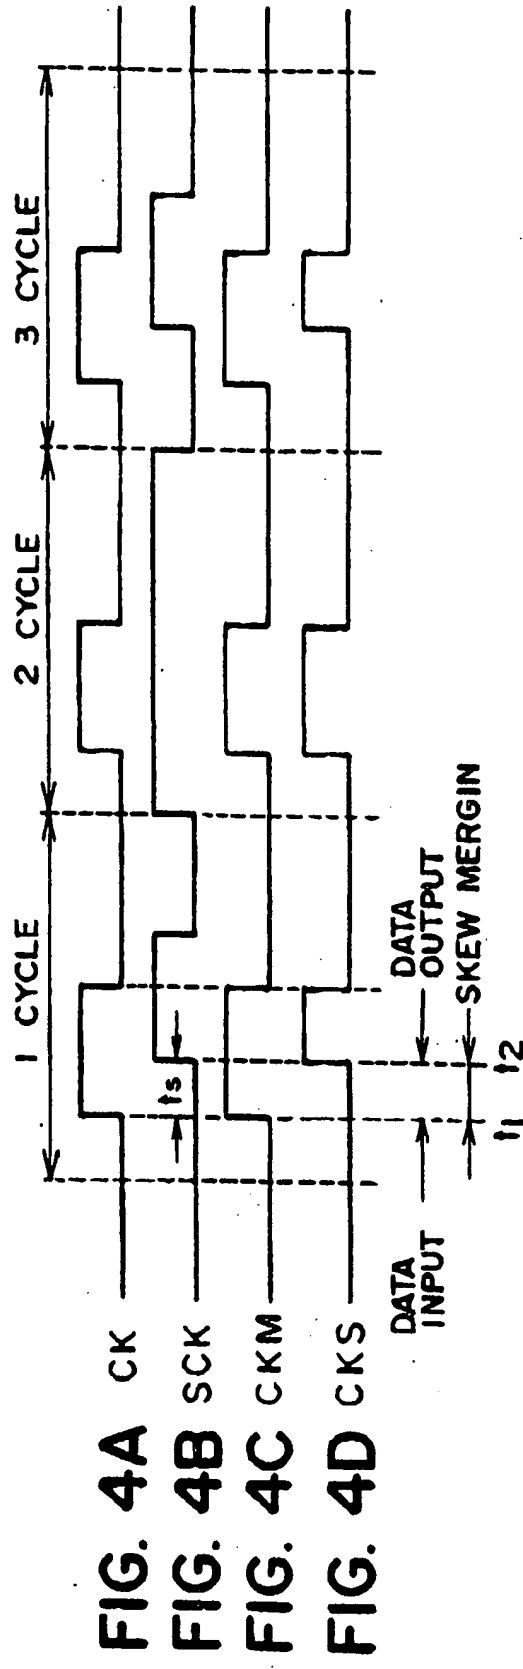 1 CYCLE 2 CYCLE 3 CYCLE
FIG. 4A CK
FIG. 4B SCK
ts
FIG. 4C CKM
FIG. 4D CKS
DATA
INPUT
DATA
OUTPUT
SKEW MERGIN
t1 t2